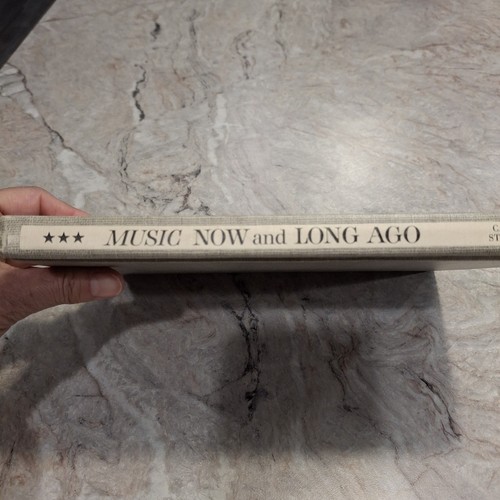 ★★★ MUSIC NOW and LONG AGO